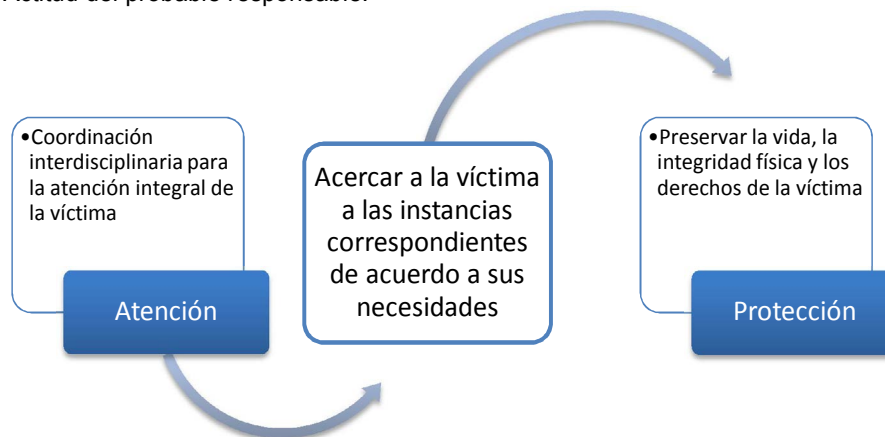 Actitud del probable responsable.
•Coordinación
interdisciplinaria para
la atención integral de
la víctima
Atención
Acercar a la víctima
a las instancias
correspondientes
de acuerdo a sus
necesidades
•Preservar la vida, la
integridad física y los
derechos de la víctima
Protección